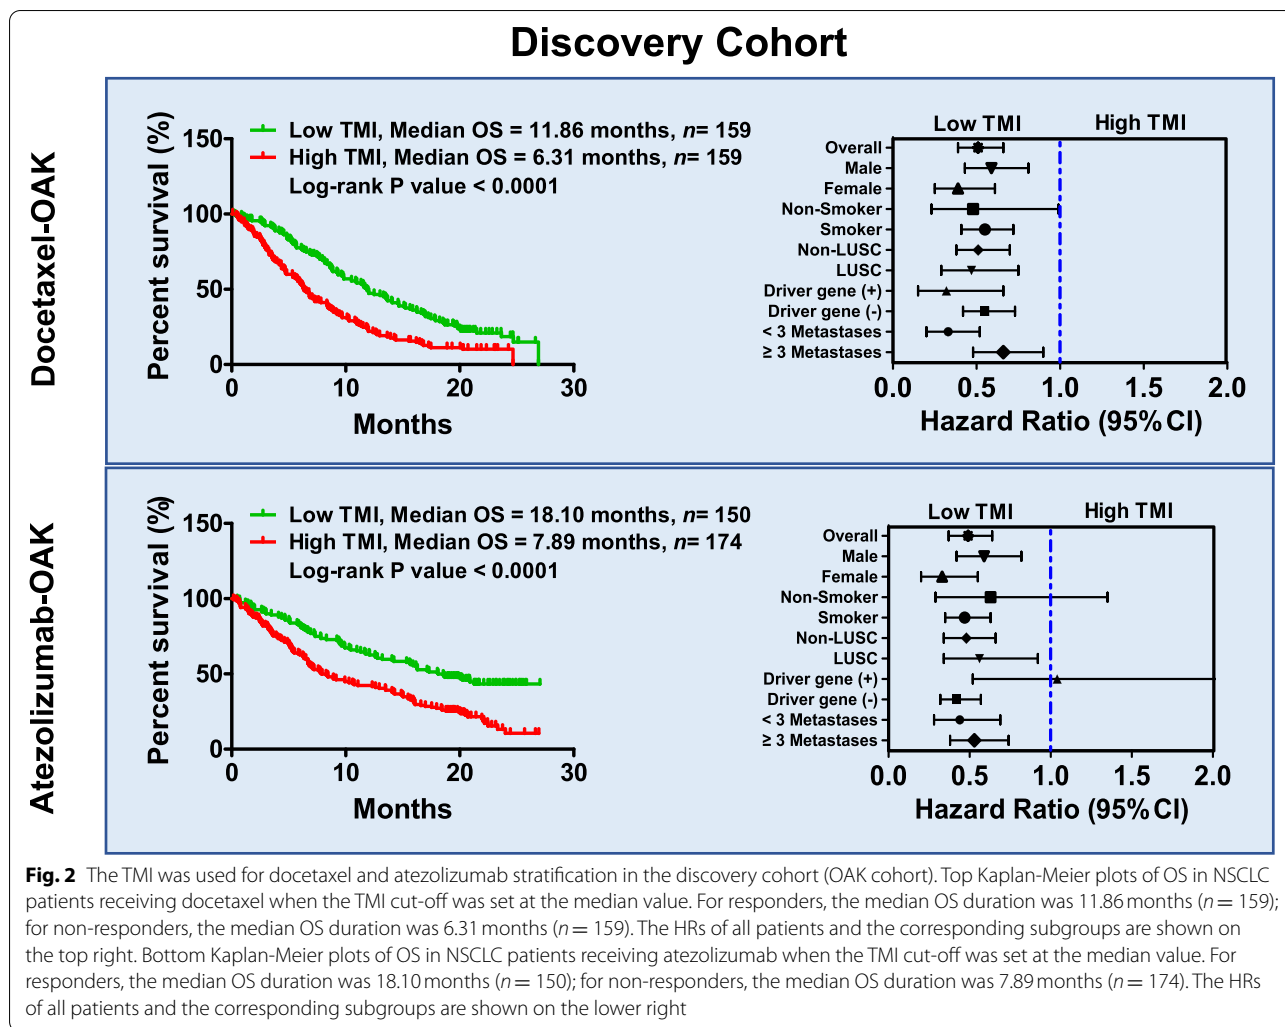 Discovery Cohort
Docetaxel-OAK
Percent survival (%)
150
100
50
0
0 10 20 30
Months
Low TMI, Median OS = 11.86 months, n= 159
High TMI, Median OS = 6.31 months, n= 159
Log-rank P value < 0.0001
Low TMI High TMI
Overall
Male
Female
Non-Smoker
Smoker
Non-LUSC
LUSC
Driver gene (+)
Driver gene (-)
< 3 Metastases
≥ 3 Metastases
0.0 0.5 1.0 1.5 2.0
Hazard Ratio (95% CI)
Atezolizumab-OAK
Percent survival (%)
150
100
50
0
0 10 20 30
Months
Low TMI, Median OS = 18.10 months, n= 150
High TMI, Median OS = 7.89 months, n= 174
Log-rank P value < 0.0001
Low TMI High TMI
Overall
Male
Female
Non-Smoker
Smoker
Non-LUSC
LUSC
Driver gene (+)
Driver gene (-)
< 3 Metastases
≥ 3 Metastases
0.0 0.5 1.0 1.5 2.0
Hazard Ratio (95% CI)
Fig. 2 The TMI was used for docetaxel and atezolizumab stratification in the discovery cohort (OAK cohort). Top Kaplan-Meier plots of OS in NSCLC
patients receiving docetaxel when the TMI cut-off was set at the median value. For responders, the median OS duration was 11.86 months (n = 159);
for non-responders, the median OS duration was 6.31 months (n = 159). The HRs of all patients and the corresponding subgroups are shown on
the top right. Bottom Kaplan-Meier plots of OS in NSCLC patients receiving atezolizumab when the TMI cut-off was set at the median value. For
responders, the median OS duration was 18.10 months (n = 150); for non-responders, the median OS duration was 7.89 months (n = 174). The HRs
of all patients and the corresponding subgroups are shown on the lower right